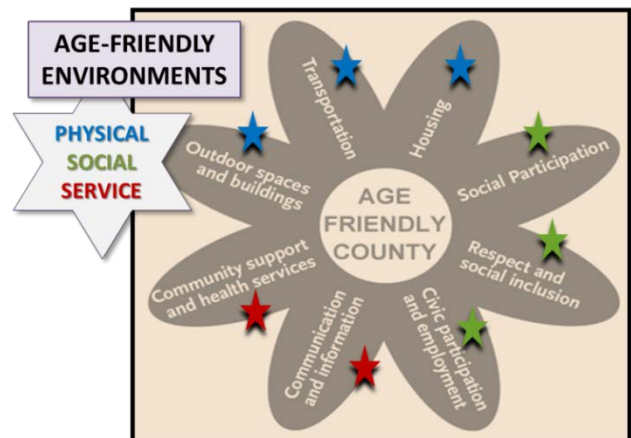 AGE-FRIENDLY
ENVIRONMENTS
PHYSICAL
SOCIAL
SERVICE
Transportation
Housing
Social Participation
Respect and
social inclusion
Civic participation
and employment
Communication
and information
Community support
and health services
Outdoor spaces
and buildings
AGE
FRIENDLY
COUNTY